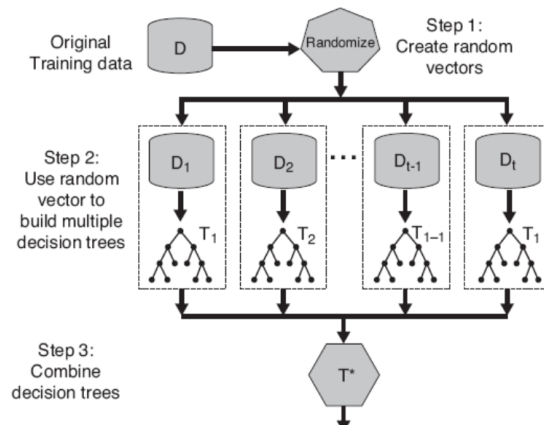 Original
Training data
D
Randomize
Step 1:
Create random
vectors
Step 2:
Use random
vector to
build multiple
decision trees
D1
D2
...
Dt-1
Dt
T1
T2
T1–1
T1
Step 3:
Combine
decision trees
T*